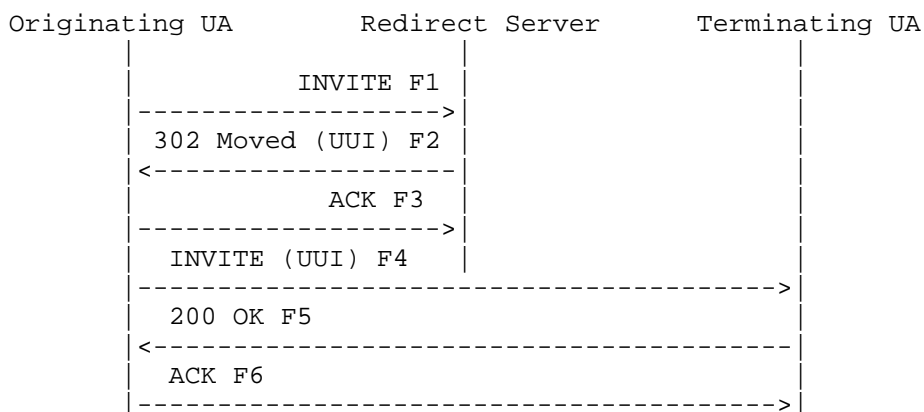 Originating UA Redirect Server Terminating UA
INVITE F1
302 Moved (UUI) F2
ACK F3
INVITE (UUI) F4
200 OK F5
ACK F6